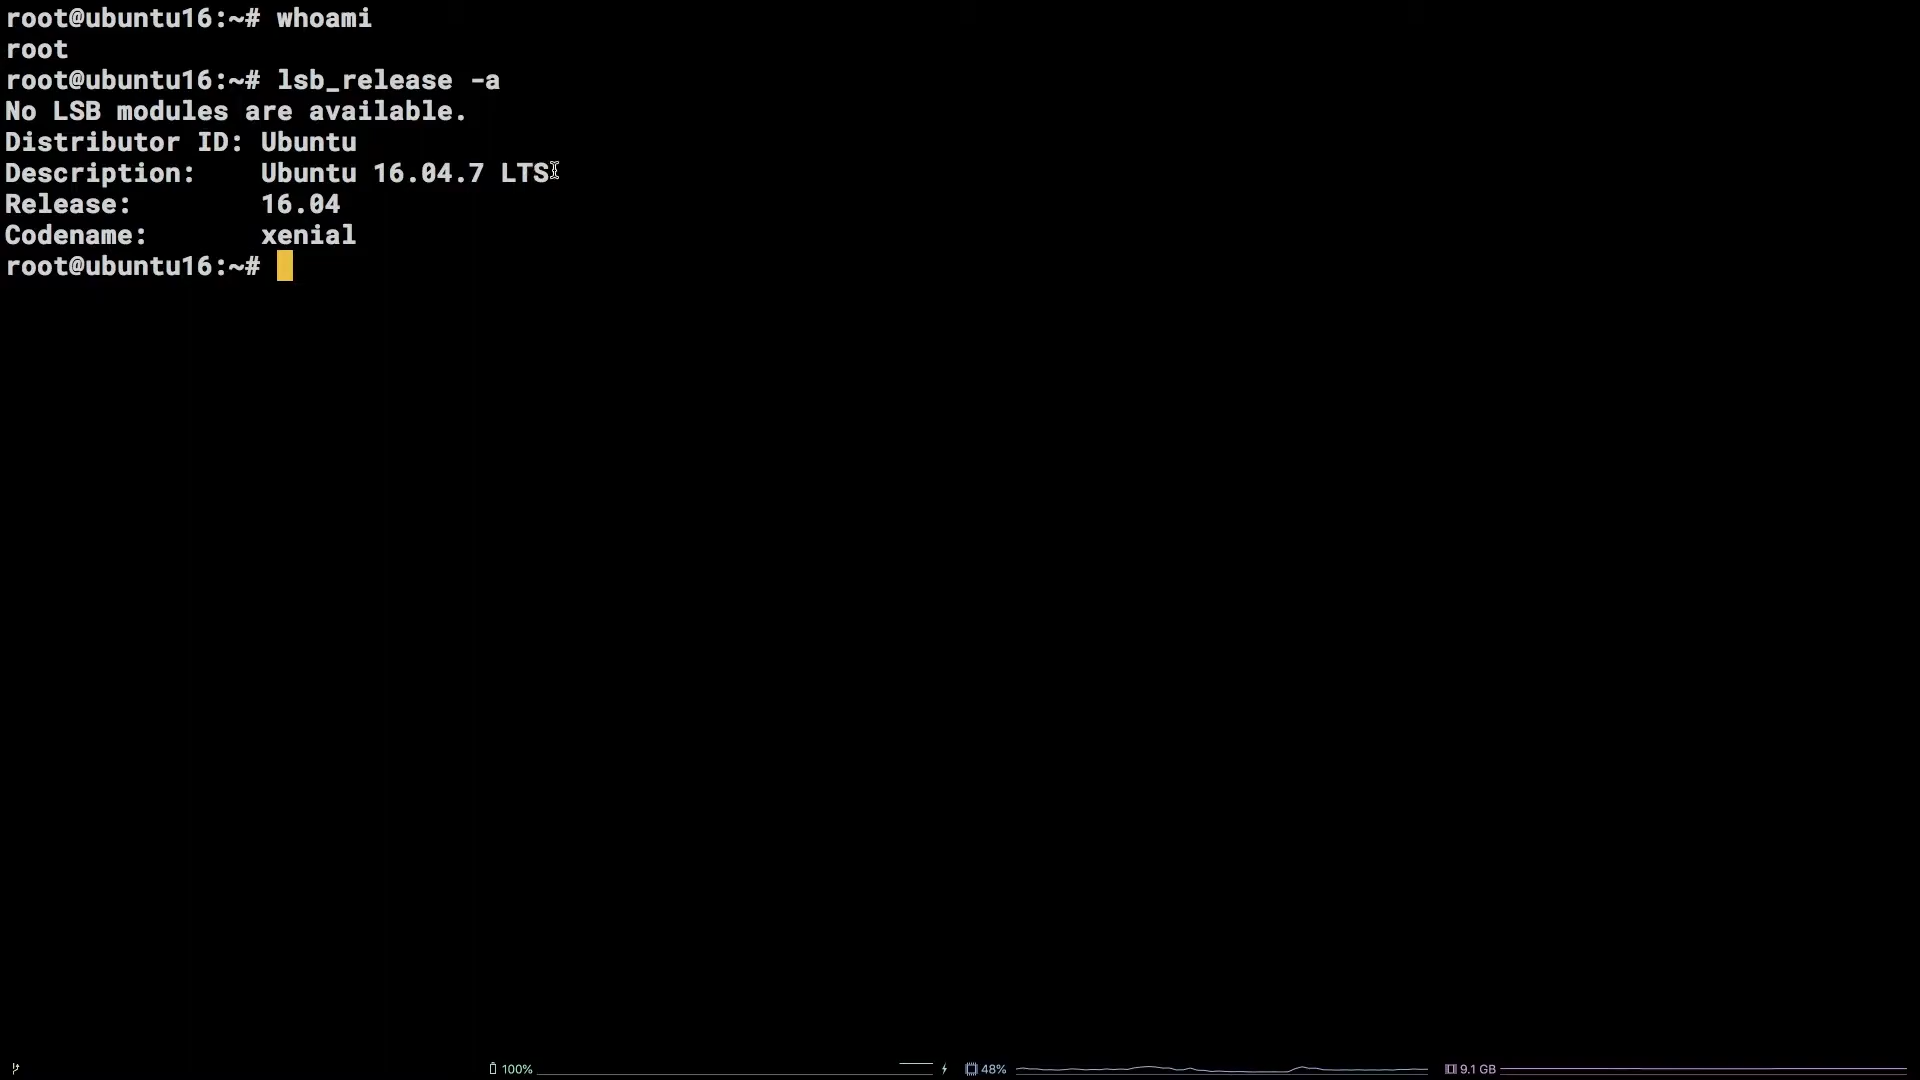 root@ubuntu16:~# whoami
root
root@ubuntu16:~# lsb_release -a
No LSB modules are available.
Distributor ID: Ubuntu
Description:    Ubuntu 16.04.7 LTS
Release:        16.04
Codename:       xenial
root@ubuntu16:~#
100% 48% 9.1 GB